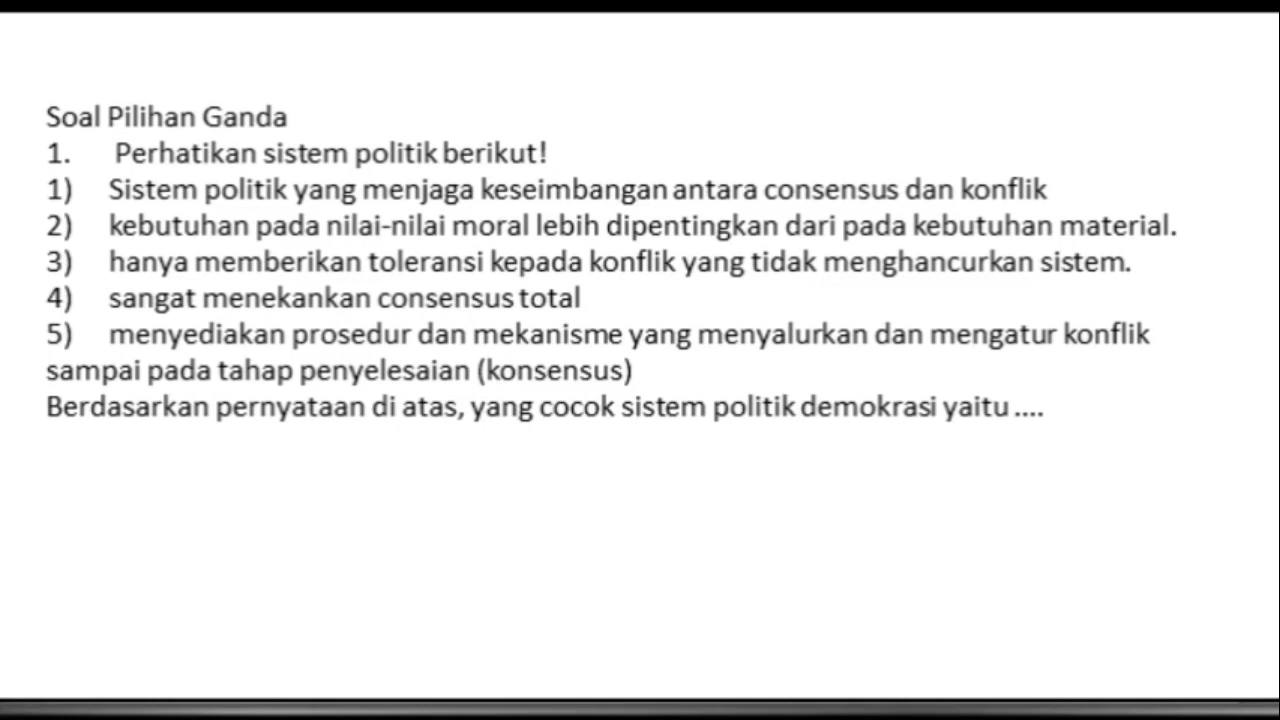 Soal Pilihan Ganda
1. Perhatikan sistem politik berikut!
1) Sistem politik yang menjaga keseimbangan antara consensus dan konflik
2) kebutuhan pada nilai-nilai moral lebih dipentingkan dari pada kebutuhan material.
3) hanya memberikan toleransi kepada konflik yang tidak menghancurkan sistem.
4) sangat menekankan consensus total
5) menyediakan prosedur dan mekanisme yang menyalurkan dan mengatur konflik
sampai pada tahap penyelesaian (konsensus)
Berdasarkan pernyataan di atas, yang cocok sistem politik demokrasi yaitu ....